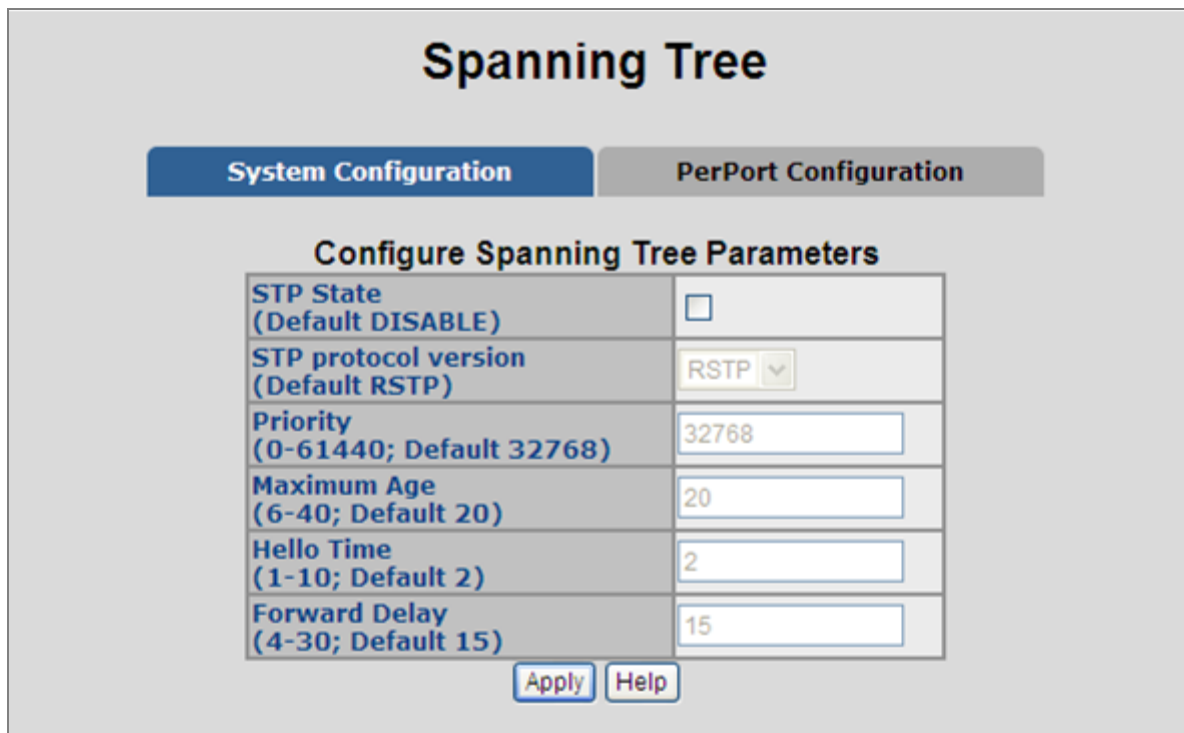 Spanning Tree
System Configuration
PerPort Configuration
Configure Spanning Tree Parameters
STP State
(Default DISABLE)
STP protocol version
(Default RSTP)
RSTP
Priority
(0-61440; Default 32768)
32768
Maximum Age
(6-40; Default 20)
20
Hello Time
(1-10; Default 2)
2
Forward Delay
(4-30; Default 15)
15
Apply
Help